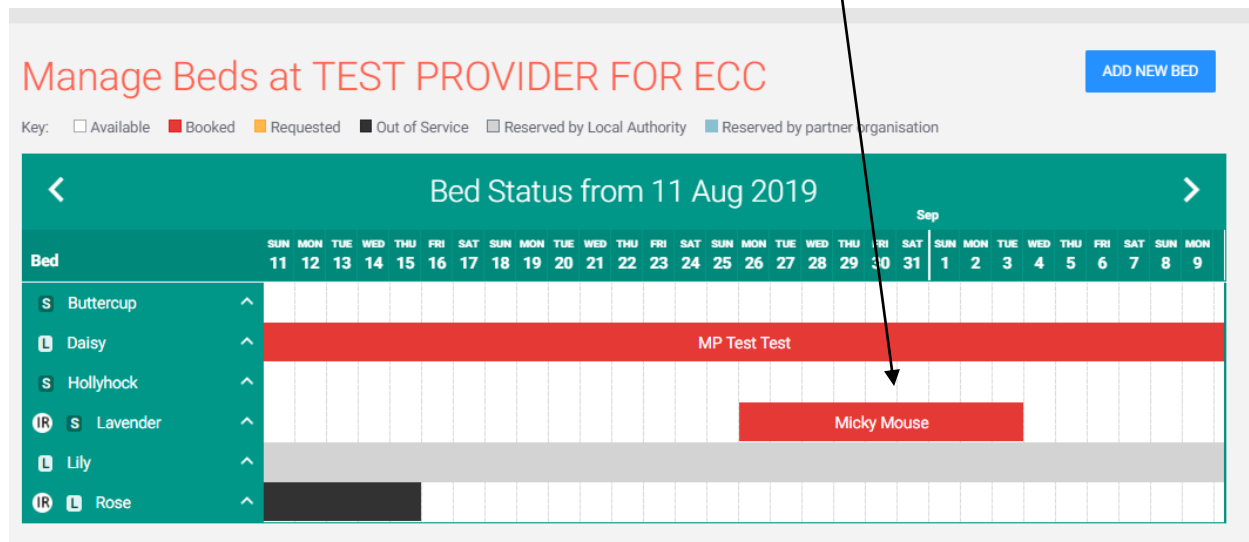 Manage Beds at TEST PROVIDER FOR ECC
ADD NEW BED
Key: Available Booked Requested Out of Service Reserved by Local Authority Reserved by partner organisation
Bed Status from 11 Aug 2019
Sep
SUN MON TUE WED THU FRI SAT SUN MON TUE WED THU FRI SAT SUN MON TUE WED THU FRI SAT SUN MON TUE WED THU FRI SAT SUN MON
Bed 11 12 13 14 15 16 17 18 19 20 21 22 23 24 25 26 27 28 29 30 31 1 2 3 4 5 6 7 8 9
S Buttercup
L Daisy MP Test Test
S Hollyhock
IR S Lavender Micky Mouse
L Lily
IR L Rose